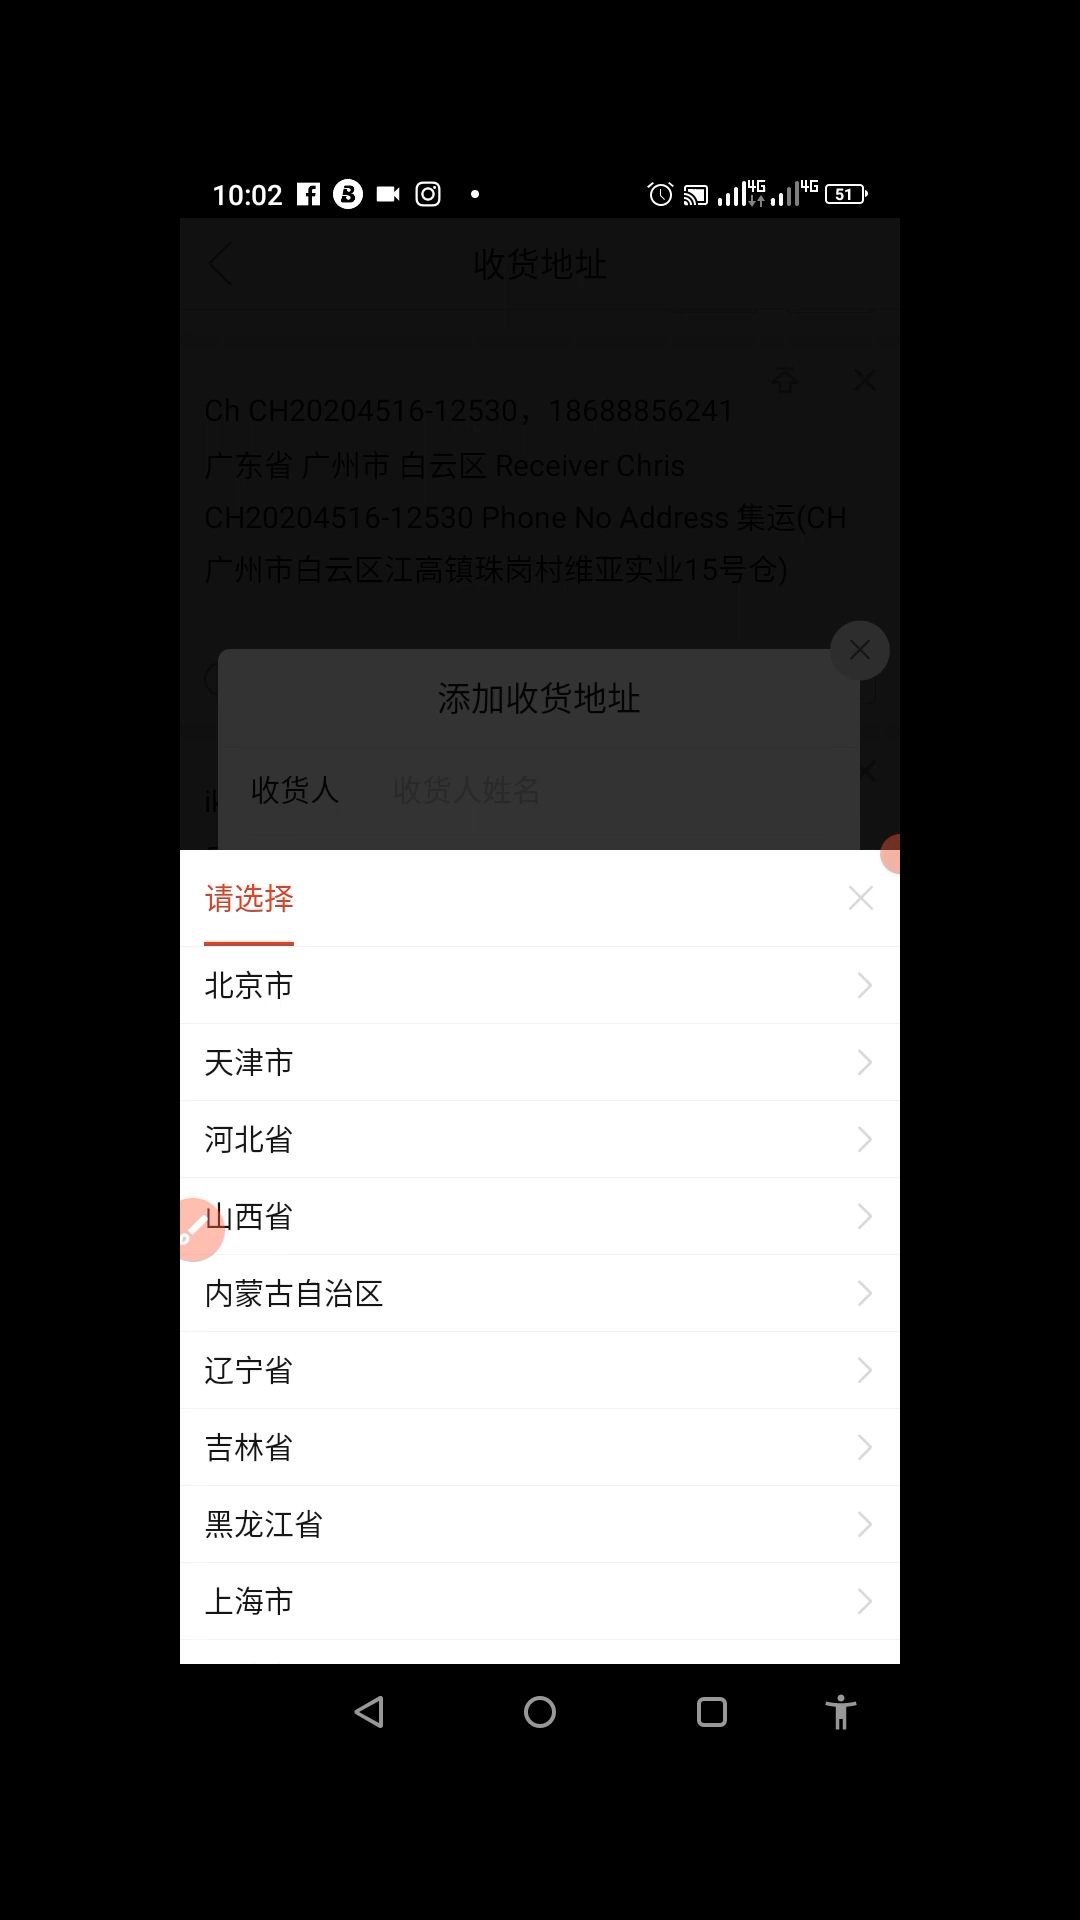 10:02 4G 4G 51
收货地址
Ch CH20204516-12530，18688856241
广东省 广州市 白云区 Receiver Chris
CH20204516-12530 Phone No Address 集运(CH
广州市白云区江高镇珠岗村维亚实业15号仓)
添加收货地址
收货人 收货人姓名
请选择
北京市
天津市
河北省
山西省
内蒙古自治区
辽宁省
吉林省
黑龙江省
上海市